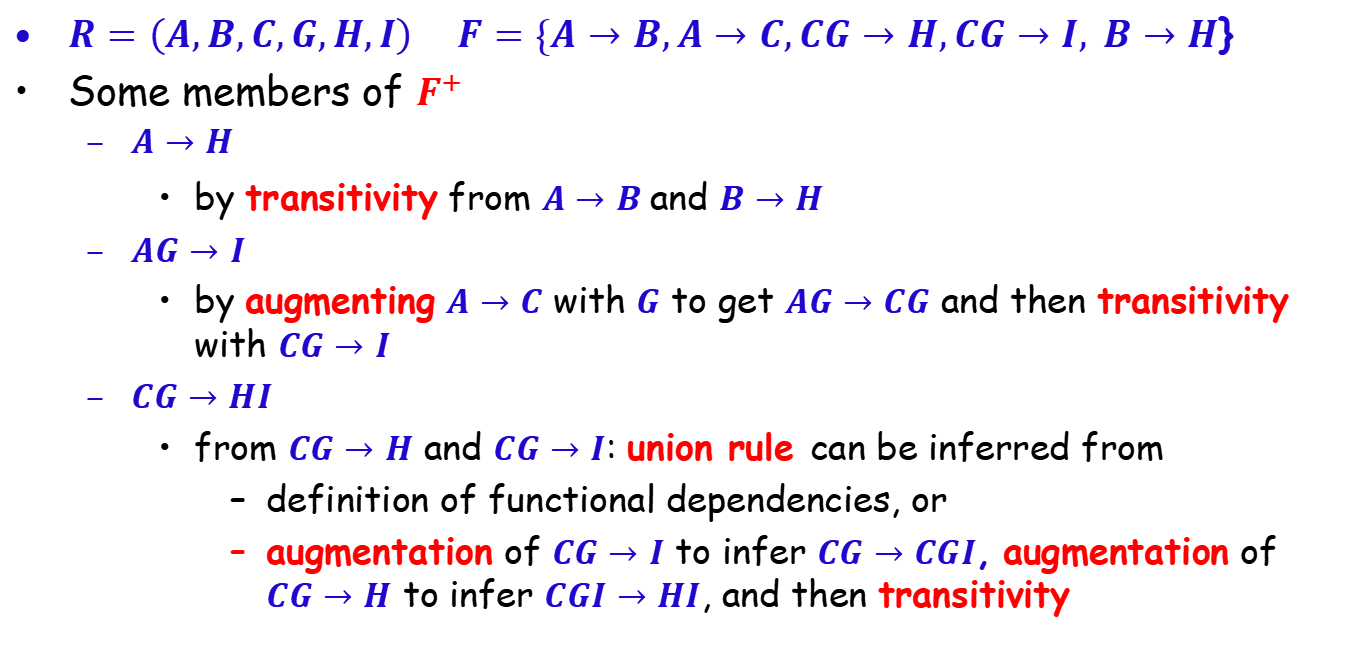 • R = (A, B, C, G, H, I)   F = {A → B, A → C, CG → H, CG → I, B → H}
• Some members of F⁺
– A → H
• by transitivity from A → B and B → H
– AG → I
• by augmenting A → C with G to get AG → CG and then transitivity
with CG → I
– CG → HI
• from CG → H and CG → I: union rule can be inferred from
– definition of functional dependencies, or
– augmentation of CG → I to infer CG → CGI, augmentation of
CG → H to infer CGI → HI, and then transitivity